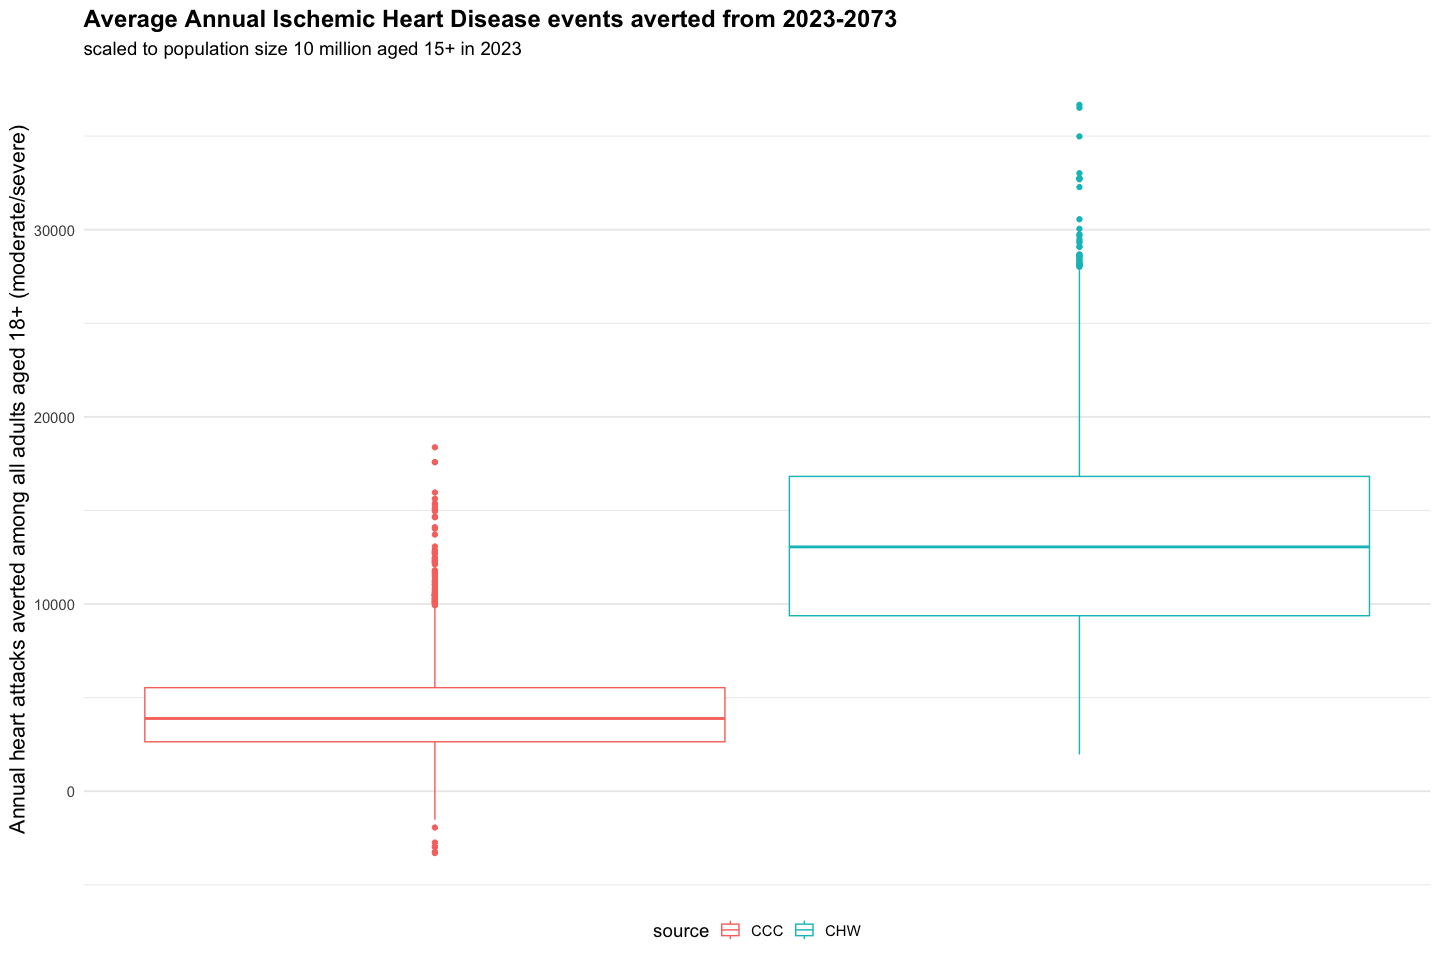 Average Annual Ischemic Heart Disease events averted from 2023-2073
scaled to population size 10 million aged 15+ in 2023
Annual heart attacks averted among all adults aged 18+ (moderate/severe)
30000
20000
10000
0
source CCC CHW